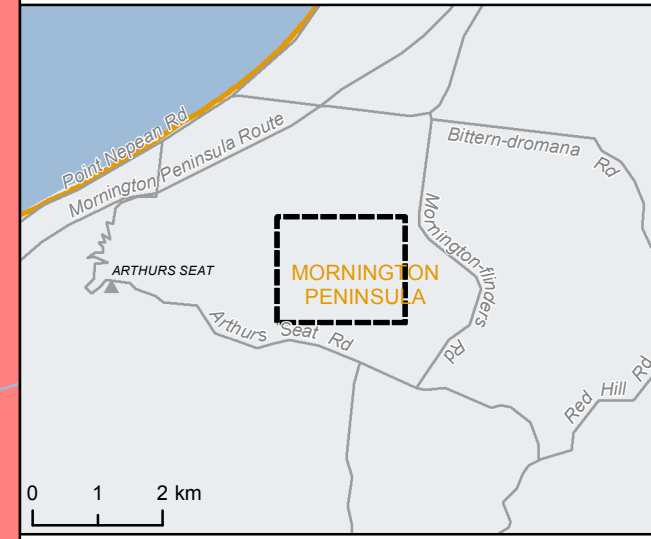 Point Nepean Rd
Mornington Peninsula Route
Bittern-dromana Rd
Mornington-flinders Rd
ARTHURS SEAT
MORNINGTON
PENINSULA
Arthurs Seat Rd
Red Hill Rd
0 1 2 km